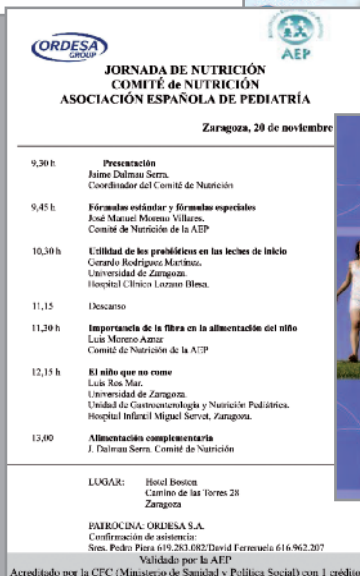 ORDESA
GROUP
AEP
JORNADA DE NUTRICIÓN
COMITÉ de NUTRICIÓN
ASOCIACIÓN ESPAÑOLA DE PEDIATRÍA
Zaragoza, 20 de noviembre
9,30 h Presentación
Jaime Dalmau Serra.
Coordinador del Comité de Nutrición
9,45 h Fórmulas estándar y fórmulas especiales
José Manuel Moreno Villares.
Comité de Nutrición de la AEP
10,30 h Utilidad de los probióticos en las leches de inicio
Gerardo Rodríguez Martínez.
Universidad de Zaragoza.
Hospital Clínico Lozano Blesa.
11,15 Descanso
11,30 h Importancia de la fibra en la alimentación del niño
Luis Moreno Aznar
Comité de Nutrición de la AEP
12,15 h El niño que no come
Luis Ros Mar.
Universidad de Zaragoza.
Unidad de Gastroenterología y Nutrición Pediátrica.
Hospital Infantil Miguel Servet, Zaragoza.
13,00 Alimentación complementaria
J. Dalmau Serra. Comité de Nutrición
LUGAR: Hotel Boston
Camino de las Torres 28
Zaragoza
PATROCINA: ORDESA S.A.
Confirmación de asistencia:
Sres. Pedro Piera 619.283.082/David Ferreruela 616.962.207
Validado por la AEP
Acreditado por la CFC (Ministerio de Sanidad y Política Social) con 1 crédito